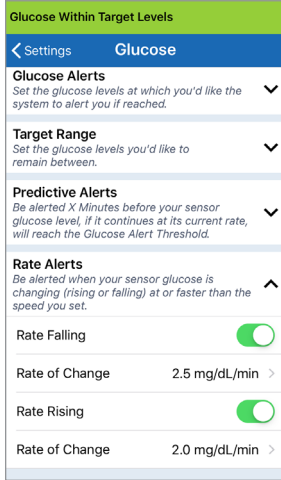 Glucose Within Target Levels
Settings
Glucose
Glucose Alerts
Set the glucose levels at which you'd like the
system to alert you if reached.
Target Range
Set the glucose levels you'd like to
remain between.
Predictive Alerts
Be alerted X Minutes before your sensor
glucose level, if it continues at its current rate,
will reach the Glucose Alert Threshold.
Rate Alerts
Be alerted when your sensor glucose is
changing (rising or falling) at or faster than the
speed you set.
Rate Falling
Rate of Change 2.5 mg/dL/min
Rate Rising
Rate of Change 2.0 mg/dL/min